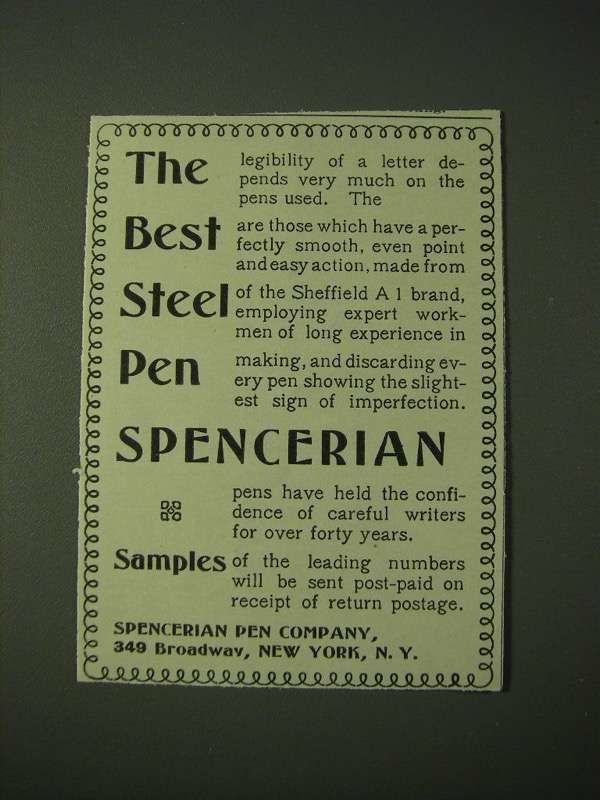 The legibility of a letter de-
pends very much on the
pens used. The
Best are those which have a per-
fectly smooth, even point
and easy action, made from
Steel of the Sheffield A 1 brand,
employing expert work-
men of long experience in
Pen making, and discarding ev-
ery pen showing the slight-
est sign of imperfection.
SPENCERIAN
pens have held the confi-
dence of careful writers
for over forty years.
Samples of the leading numbers
will be sent post-paid on
receipt of return postage.
SPENCERIAN PEN COMPANY,
349 Broadway, NEW YORK, N. Y.